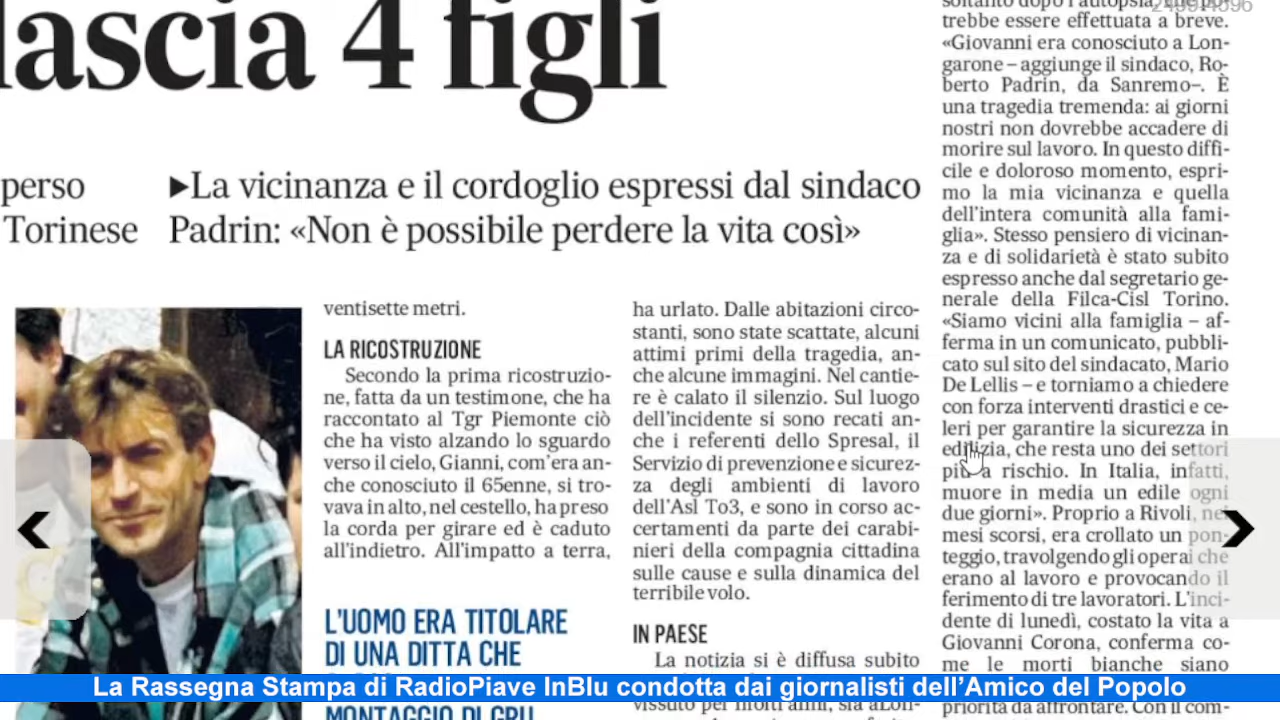 lascia 4 figli
perso
Torinese
▶La vicinanza e il cordoglio espressi dal sindaco
Padrin: «Non è possibile perdere la vita così»
ventisette metri.
LA RICOSTRUZIONE
Secondo la prima ricostruzio-
ne, fatta da un testimone, che ha
raccontato al Tgr Piemonte ciò
che ha visto alzando lo sguardo
verso il cielo, Gianni, com'era an-
che conosciuto il 65enne, si tro-
vava in alto, nel cestello, ha preso
la corda per girare ed è caduto
all'indietro. All'impatto a terra,
L'UOMO ERA TITOLARE
DI UNA DITTA CHE
MONTAGGIO DI GRU
ha urlato. Dalle abitazioni circo-
stanti, sono state scattate, alcuni
attimi primi della tragedia, an-
che alcune immagini. Nel cantie-
re è calato il silenzio. Sul luogo
dell'incidente si sono recati an-
che i referenti dello Spresal, il
Servizio di prevenzione e sicurez-
za degli ambienti di lavoro
dell'Asl To3, e sono in corso ac-
certamenti da parte dei carabi-
nieri della compagnia cittadina
sulle cause e sulla dinamica del
terribile volo.
IN PAESE
La notizia si è diffusa subito
soltanto dopo l'autopsia,
trebbe essere effettuata a breve.
«Giovanni era conosciuto a Lon-
garone – aggiunge il sindaco, Ro-
berto Padrin, da Sanremo–. È
una tragedia tremenda: ai giorni
nostri non dovrebbe accadere di
morire sul lavoro. In questo diffi-
cile e doloroso momento, espri-
mo la mia vicinanza e quella
dell'intera comunità alla fami-
glia». Stesso pensiero di vicinan-
za e di solidarietà è stato subito
espresso anche dal segretario ge-
nerale della Filca-Cisl Torino.
«Siamo vicini alla famiglia – af-
ferma in un comunicato, pubbli-
cato sul sito del sindacato, Mario
De Lellis – e torniamo a chiedere
con forza interventi drastici e ce-
leri per garantire la sicurezza in
edilizia, che resta uno dei settori
più a rischio. In Italia, infatti,
muore in media un edile ogni
due giorni». Proprio a Rivoli, nei
mesi scorsi, era crollato un pon-
teggio, travolgendo gli operai che
erano al lavoro e provocando il
ferimento di tre lavoratori. L'inci-
dente di lunedì, costato la vita a
Giovanni Corona, conferma co-
me le morti bianche siano
priorità da affrontare. Con il com-
La Rassegna Stampa di RadioPiave InBlu condotta dai giornalisti dell'Amico del Popolo